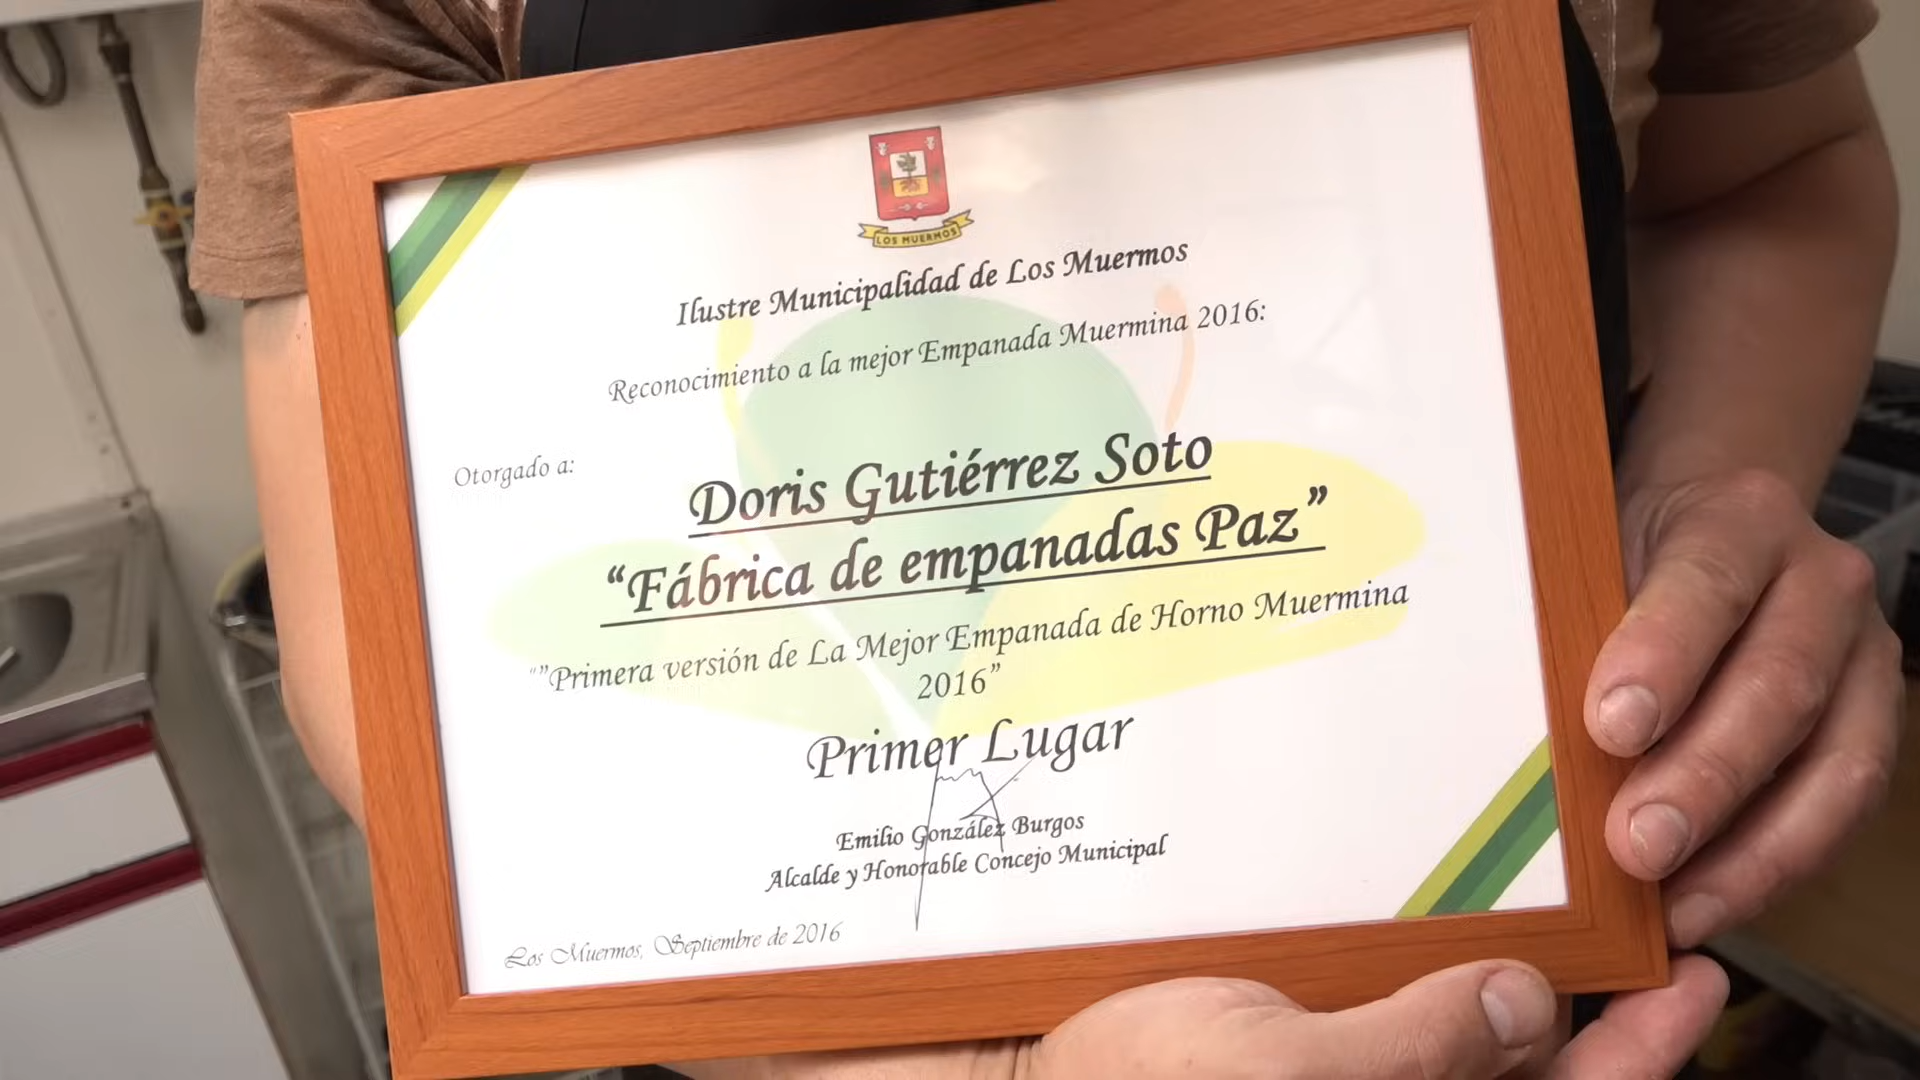 LOS MUERMOS
Ilustre Municipalidad de Los Muermos
Reconocimiento a la mejor Empanada Muermina 2016:
Otorgado a:
Doris Gutiérrez Soto
“Fábrica de empanadas Paz”
“”Primera versión de La Mejor Empanada de Horno Muermina
2016”
Primer Lugar
Emilio González Burgos
Alcalde y Honorable Concejo Municipal
Los Muermos, Septiembre de 2016